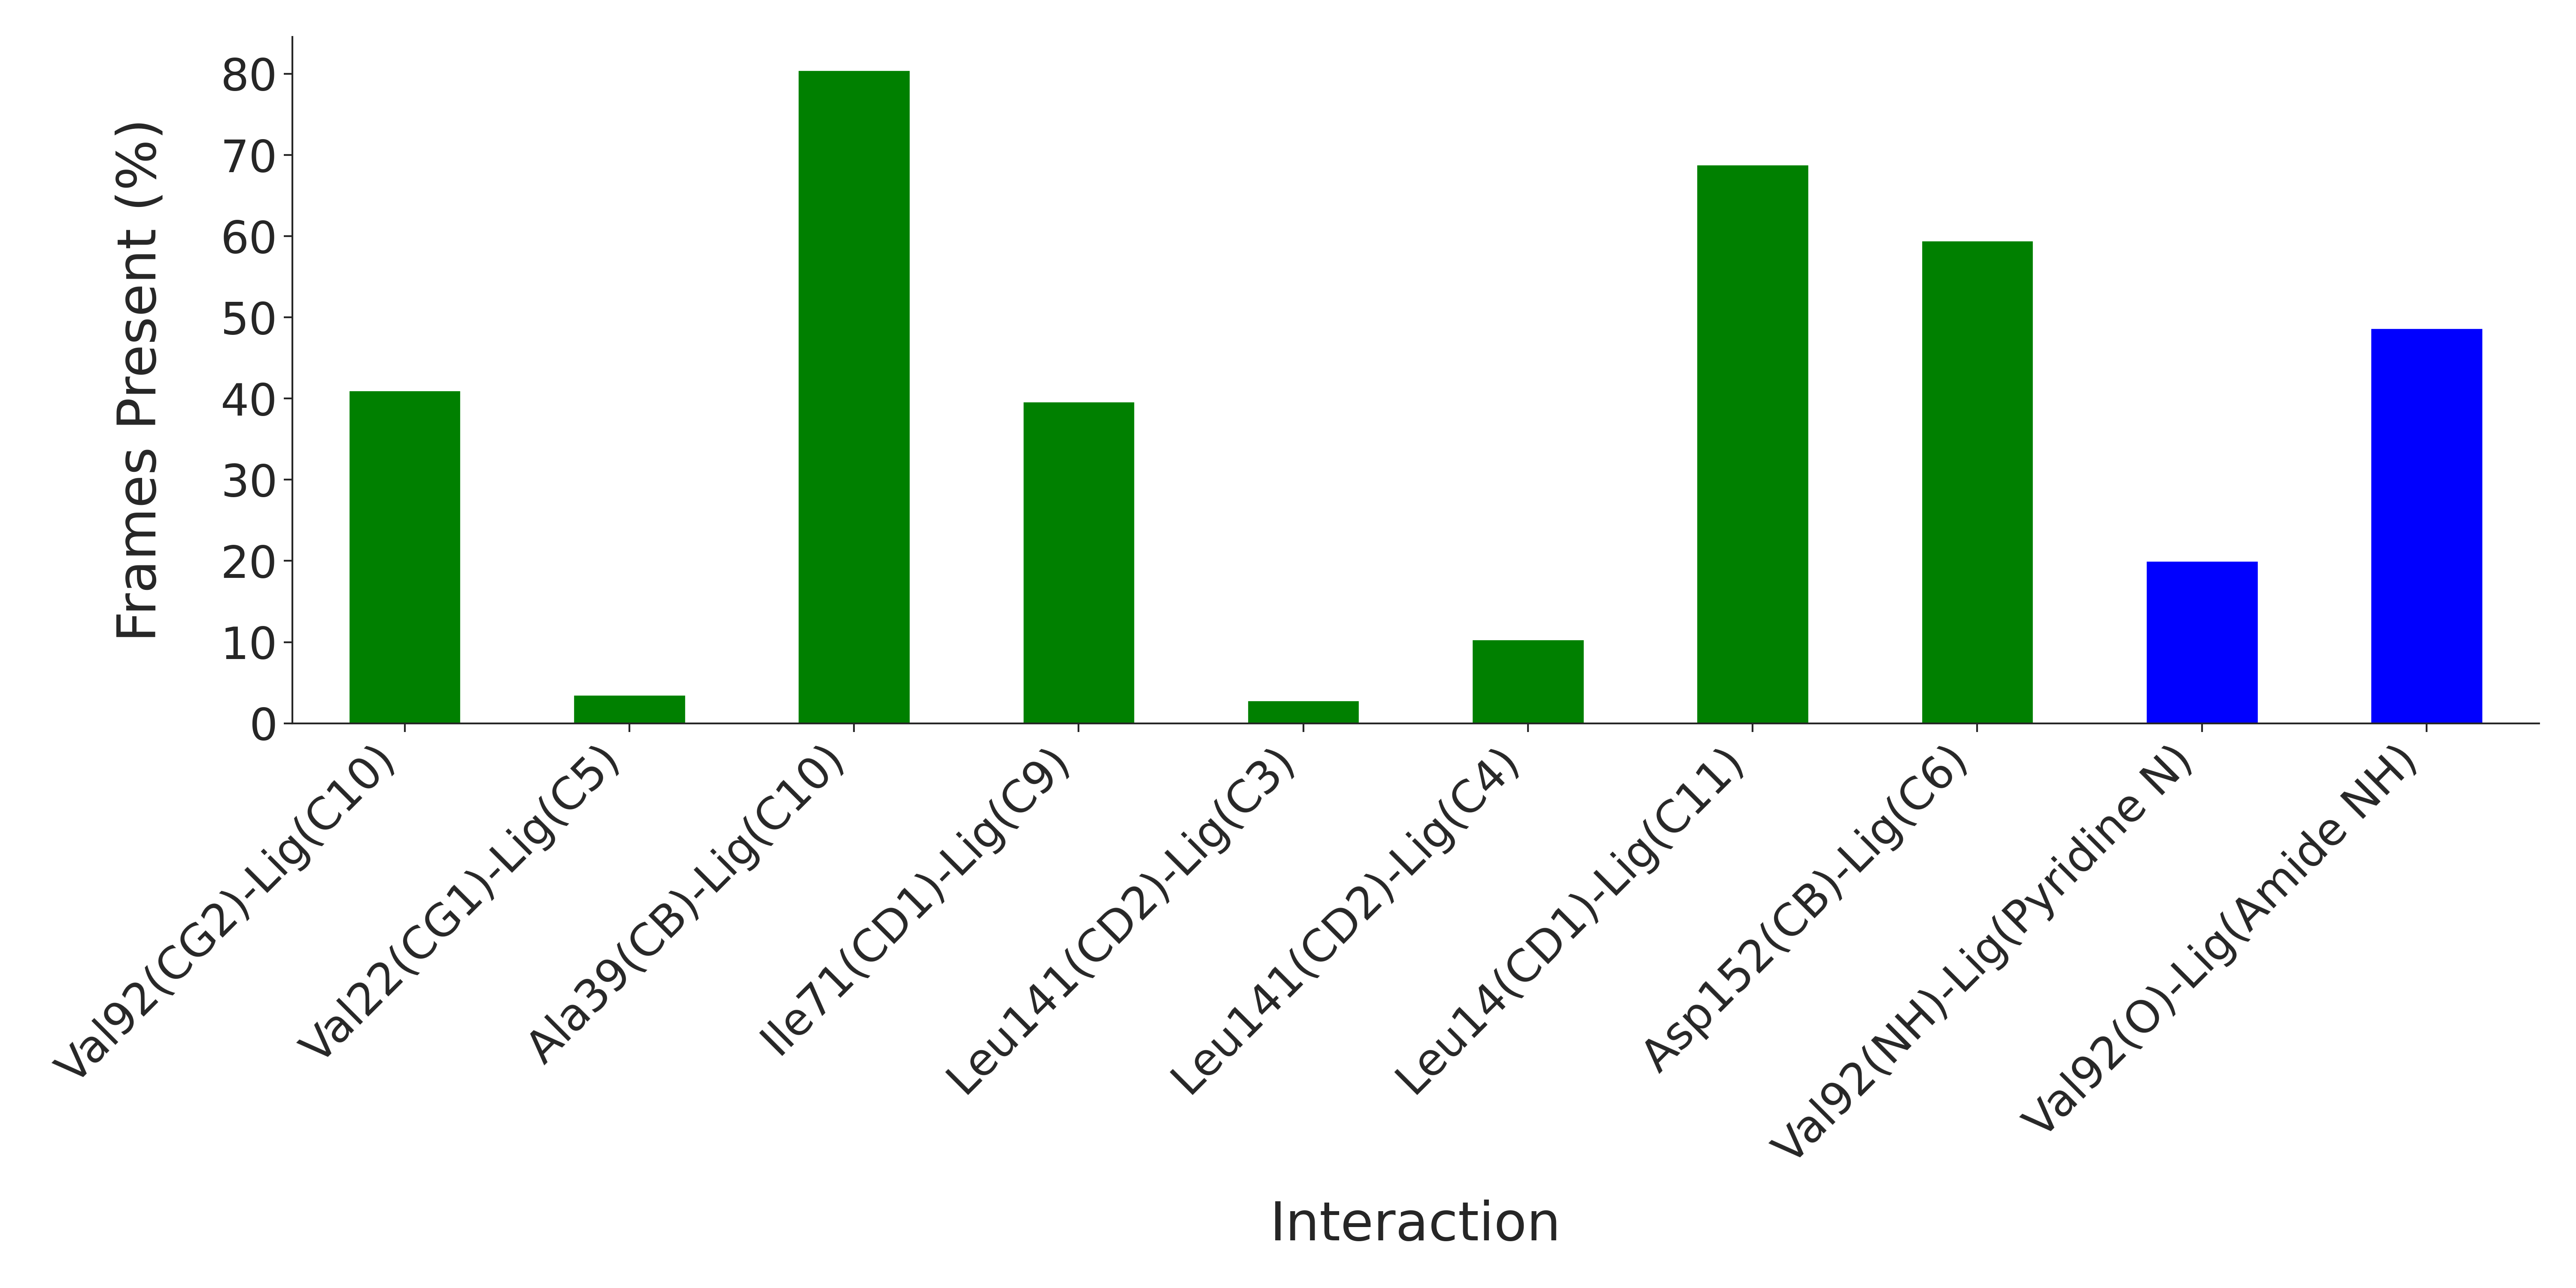 Frames Present (%)
80
70
60
50
40
30
20
10
0
Val92(CG2)-Lig(C10)
Val22(CG1)-Lig(C5)
Ala39(CB)-Lig(C10)
Ile71(CD1)-Lig(C9)
Leu141(CD2)-Lig(C3)
Leu141(CD2)-Lig(C4)
Leu14(CD1)-Lig(C11)
Asp152(CB)-Lig(C6)
Val92(NH)-Lig(Pyridine N)
Val92(O)-Lig(Amide NH)
Interaction